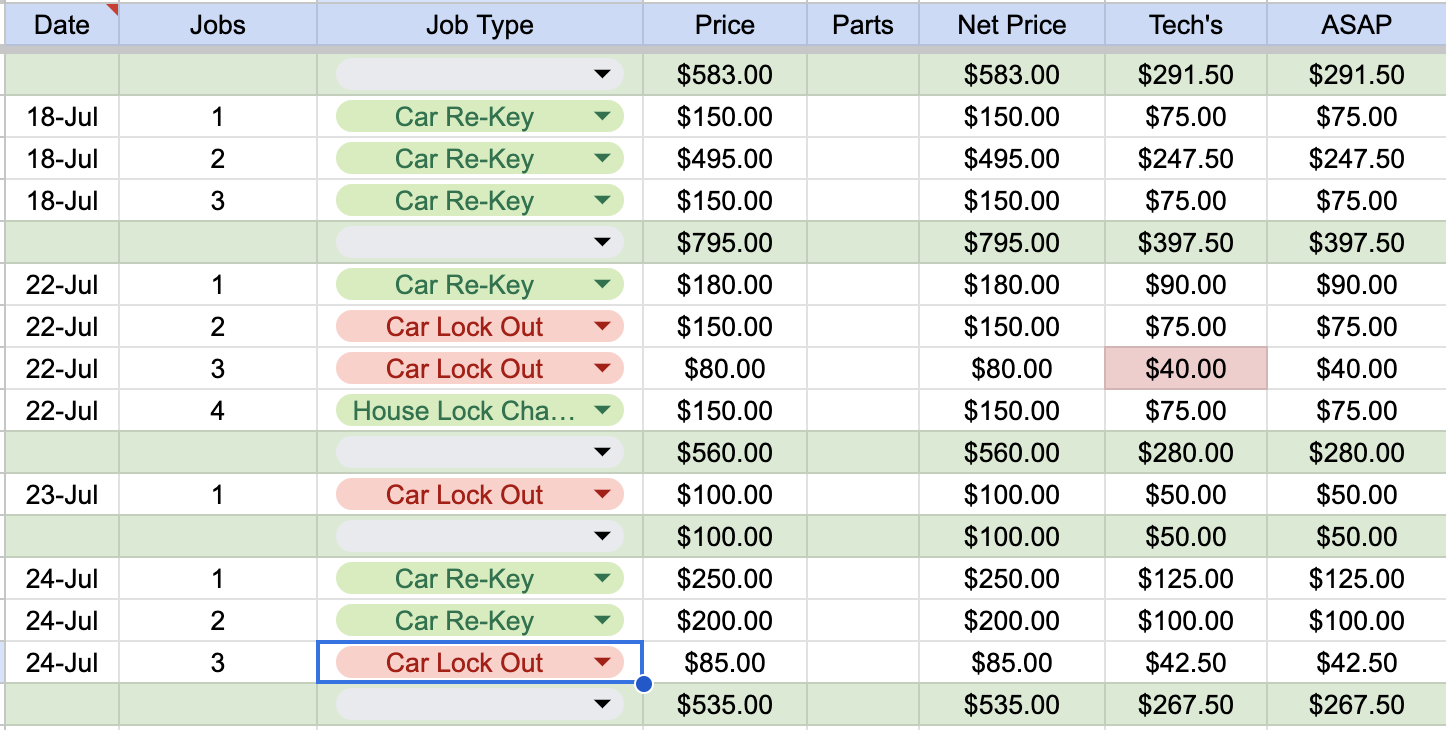 Date Jobs Job Type Price Parts Net Price Tech's ASAP
$583.00 $583.00 $291.50 $291.50
18-Jul 1 Car Re-Key $150.00 $150.00 $75.00 $75.00
18-Jul 2 Car Re-Key $495.00 $495.00 $247.50 $247.50
18-Jul 3 Car Re-Key $150.00 $150.00 $75.00 $75.00
$795.00 $795.00 $397.50 $397.50
22-Jul 1 Car Re-Key $180.00 $180.00 $90.00 $90.00
22-Jul 2 Car Lock Out $150.00 $150.00 $75.00 $75.00
22-Jul 3 Car Lock Out $80.00 $80.00 $40.00 $40.00
22-Jul 4 House Lock Cha... $150.00 $150.00 $75.00 $75.00
$560.00 $560.00 $280.00 $280.00
23-Jul 1 Car Lock Out $100.00 $100.00 $50.00 $50.00
$100.00 $100.00 $50.00 $50.00
24-Jul 1 Car Re-Key $250.00 $250.00 $125.00 $125.00
24-Jul 2 Car Re-Key $200.00 $200.00 $100.00 $100.00
24-Jul 3 Car Lock Out $85.00 $85.00 $42.50 $42.50
$535.00 $535.00 $267.50 $267.50